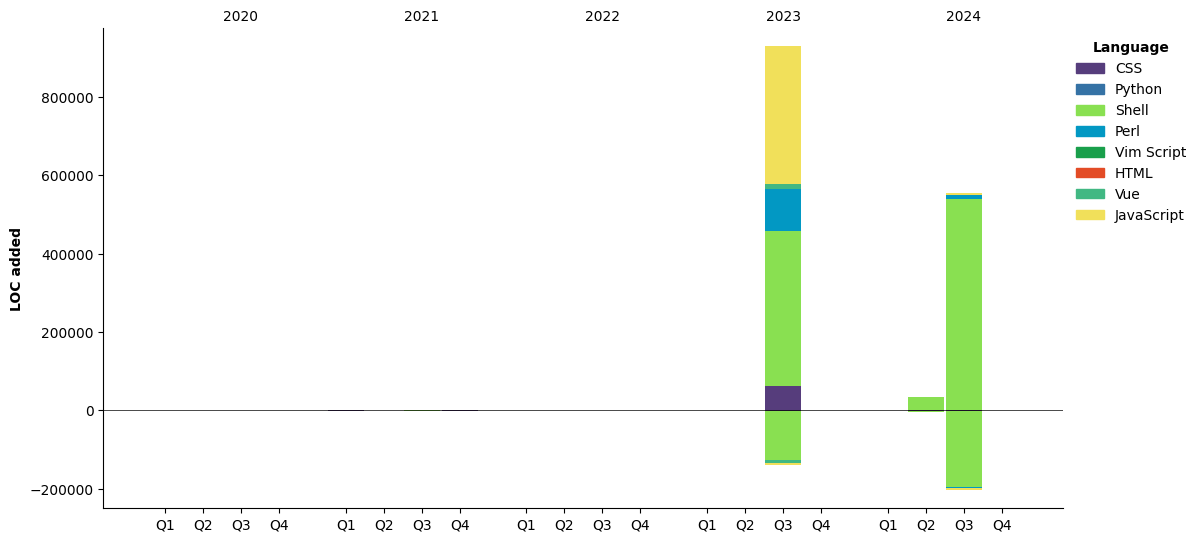 2020 2021 2022 2023 2024
Language
CSS
Python
Shell
Perl
Vim Script
HTML
Vue
JavaScript
LOC added
800000
600000
400000
200000
0
−200000
Q1 Q2 Q3 Q4 Q1 Q2 Q3 Q4 Q1 Q2 Q3 Q4 Q1 Q2 Q3 Q4 Q1 Q2 Q3 Q4